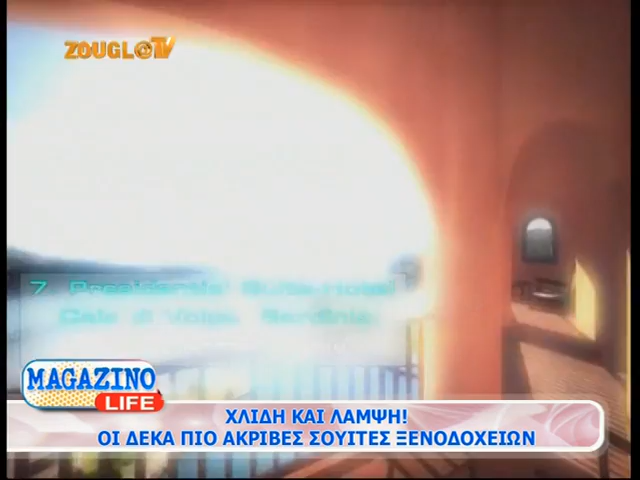 ZOUGL@TV
7. Presidential Suite, Hotel
Cala di Volpe, Sardinia
MAGAZINO
LIFE
ΧΛΙΔΗ ΚΑΙ ΛΑΜΨΗ!
ΟΙ ΔΕΚΑ ΠΙΟ ΑΚΡΙΒΕΣ ΣΟΥΙΤΕΣ ΞΕΝΟΔΟΧΕΙΩΝ